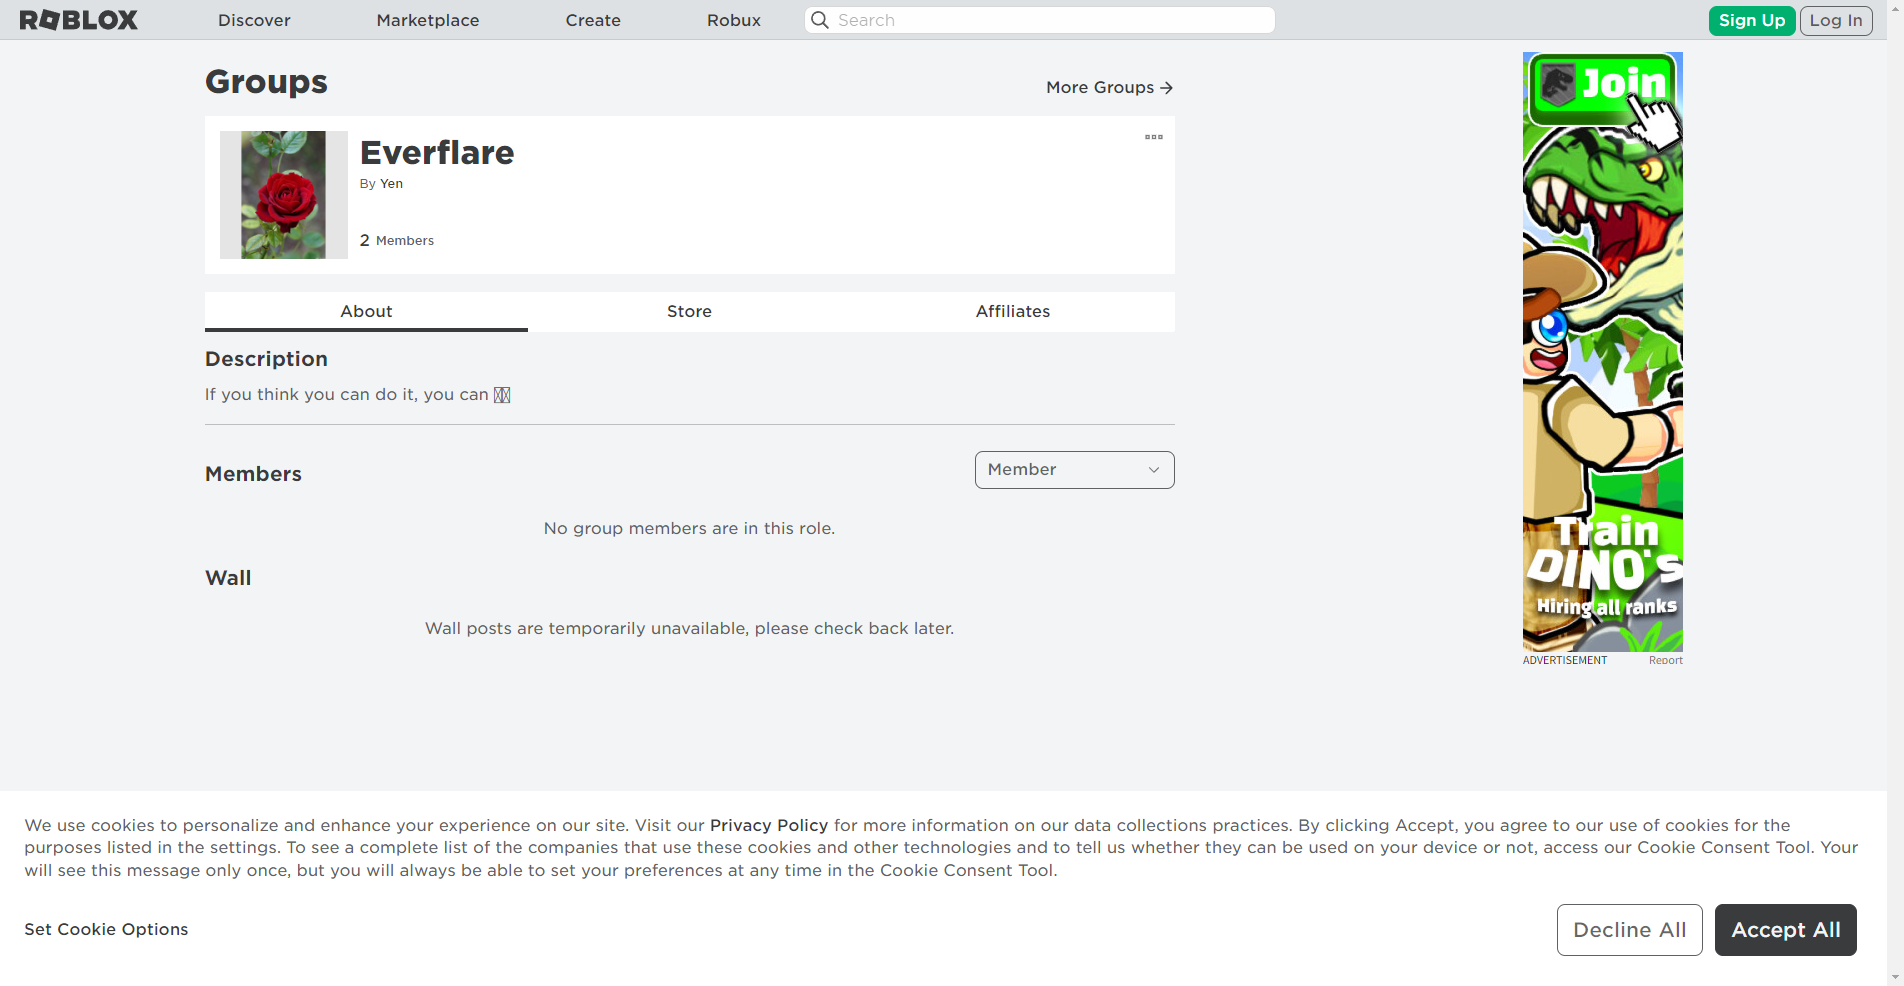 ROBLOX
Discover
Marketplace
Create
Robux
Search
Sign Up
Log In
Groups
More Groups →
Everflare
By Yen
2 Members
About
Store
Affiliates
Description
If you think you can do it, you can
Members
Member
No group members are in this role.
Wall
Wall posts are temporarily unavailable, please check back later.
Join
Train
DINO's
Hiring all ranks
ADVERTISEMENT
Report
We use cookies to personalize and enhance your experience on our site. Visit our Privacy Policy for more information on our data collections practices. By clicking Accept, you agree to our use of cookies for the
purposes listed in the settings. To see a complete list of the companies that use these cookies and other technologies and to tell us whether they can be used on your device or not, access our Cookie Consent Tool. Your
will see this message only once, but you will always be able to set your preferences at any time in the Cookie Consent Tool.
Set Cookie Options
Decline All
Accept All